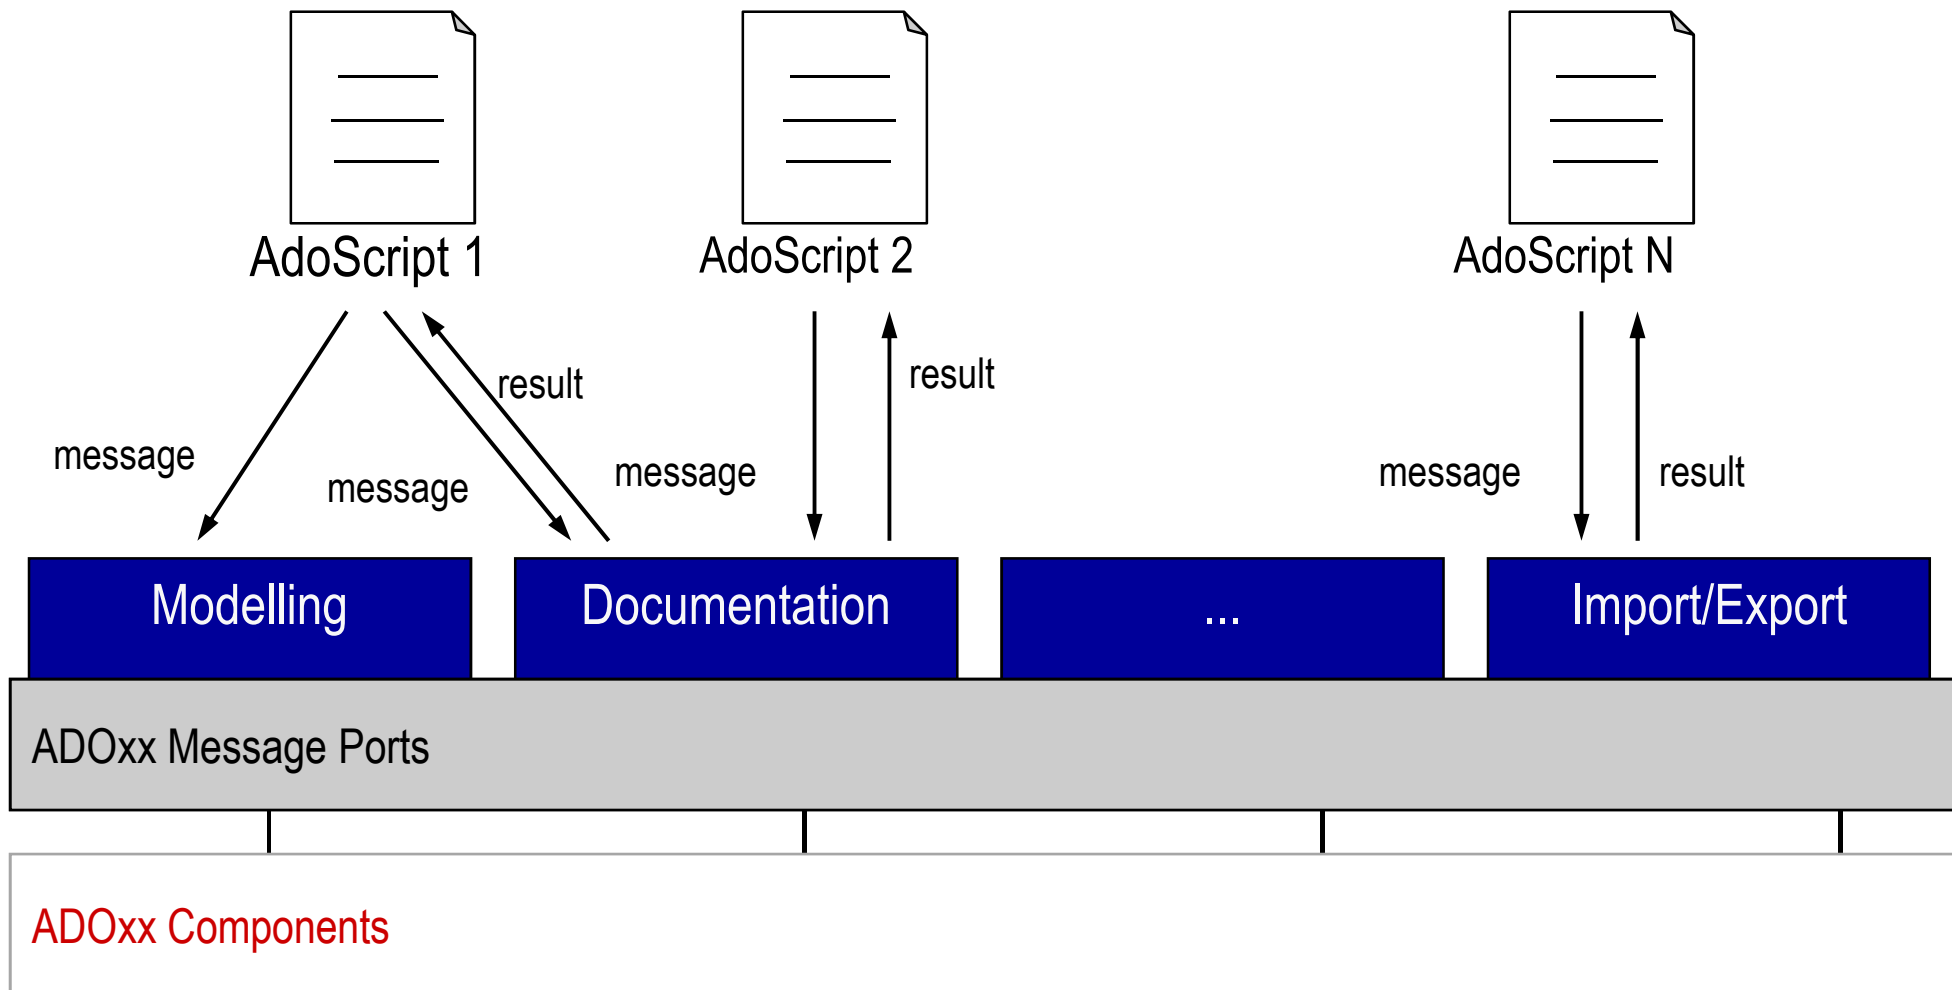 AdoScript 1
AdoScript 2
AdoScript N
result
result
message
message
message
message
result
Modelling
Documentation
...
Import/Export
ADOxx Message Ports
ADOxx Components